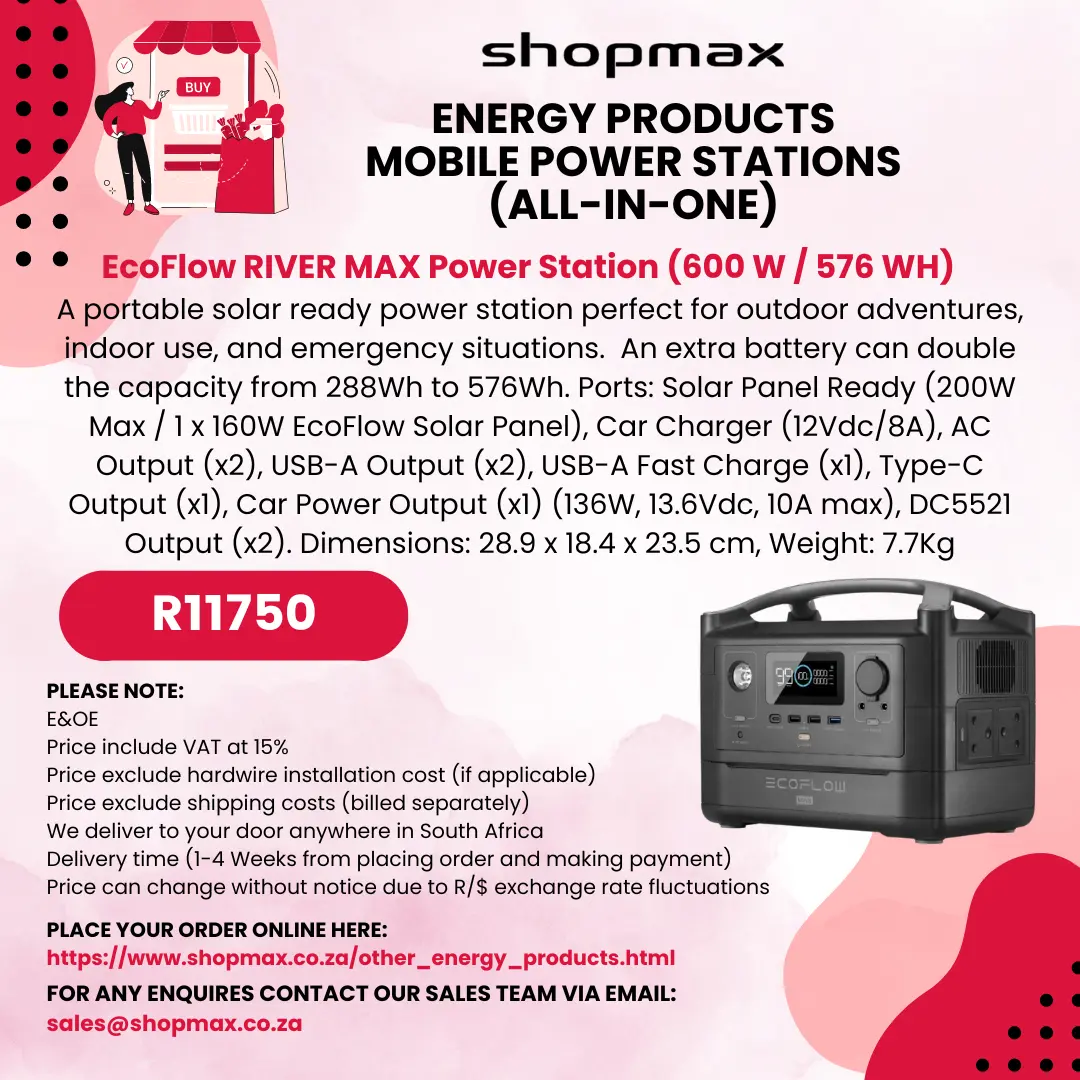 BUY
shopmax
ENERGY PRODUCTS
MOBILE POWER STATIONS
(ALL-IN-ONE)
EcoFlow RIVER MAX Power Station (600 W / 576 WH)
A portable solar ready power station perfect for outdoor adventures,
indoor use, and emergency situations.  An extra battery can double
the capacity from 288Wh to 576Wh. Ports: Solar Panel Ready (200W
Max / 1 x 160W EcoFlow Solar Panel), Car Charger (12Vdc/8A), AC
Output (x2), USB-A Output (x2), USB-A Fast Charge (x1), Type-C
Output (x1), Car Power Output (x1) (136W, 13.6Vdc, 10A max), DC5521
Output (x2). Dimensions: 28.9 x 18.4 x 23.5 cm, Weight: 7.7Kg
R11750
99
100
ECOFLOW
PLEASE NOTE:
E&OE
Price include VAT at 15%
Price exclude hardwire installation cost (if applicable)
Price exclude shipping costs (billed separately)
We deliver to your door anywhere in South Africa
Delivery time (1-4 Weeks from placing order and making payment)
Price can change without notice due to R/$ exchange rate fluctuations
PLACE YOUR ORDER ONLINE HERE:
https://www.shopmax.co.za/other_energy_products.html
FOR ANY ENQUIRES CONTACT OUR SALES TEAM VIA EMAIL:
sales@shopmax.co.za